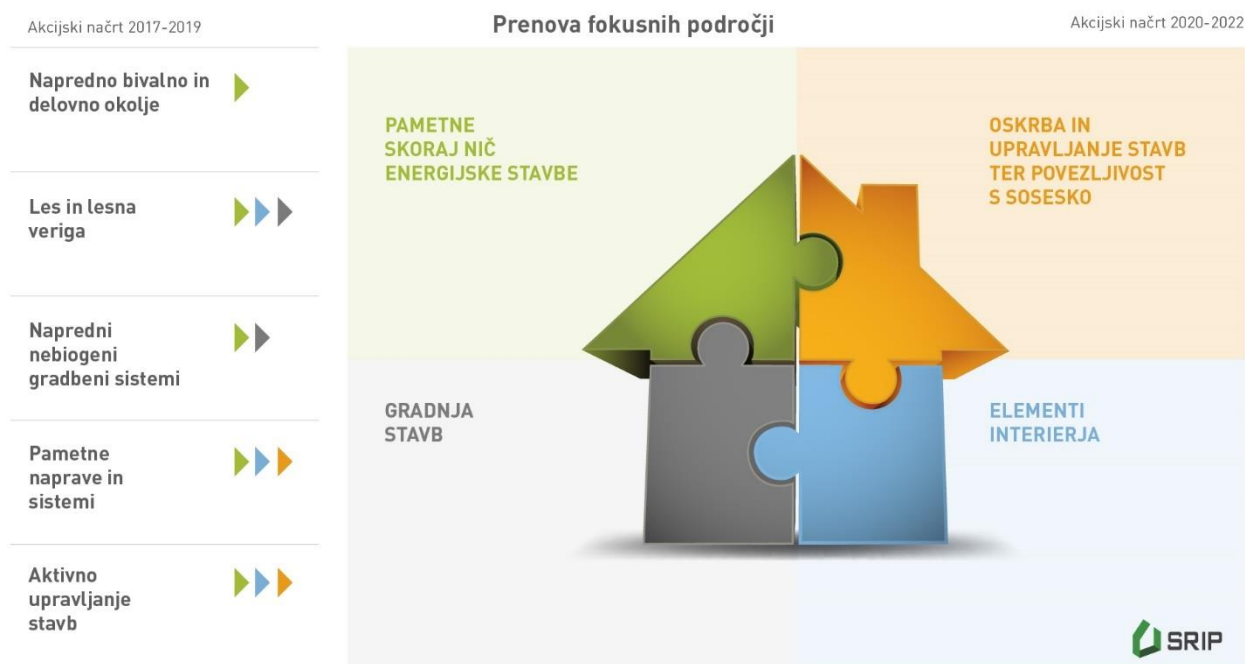 Akcijski načrt 2017-2019
Prenova fokusnih področji
Akcijski načrt 2020-2022
Napredno bivalno in
delovno okolje
Les in lesna
veriga
Napredni
nebiogeni
gradbeni sistemi
Pametne
naprave in
sistemi
Aktivno
upravljanje
stavb
PAMETNE
SKORAJ NIČ
ENERGIJSKE STAVBE
OSKRBA IN
UPRAVLJANJE STAVB
TER POVEZLJIVOST
S SOSESKO
GRADNJA
STAVB
ELEMENTI
INTERIERJA
SRIP